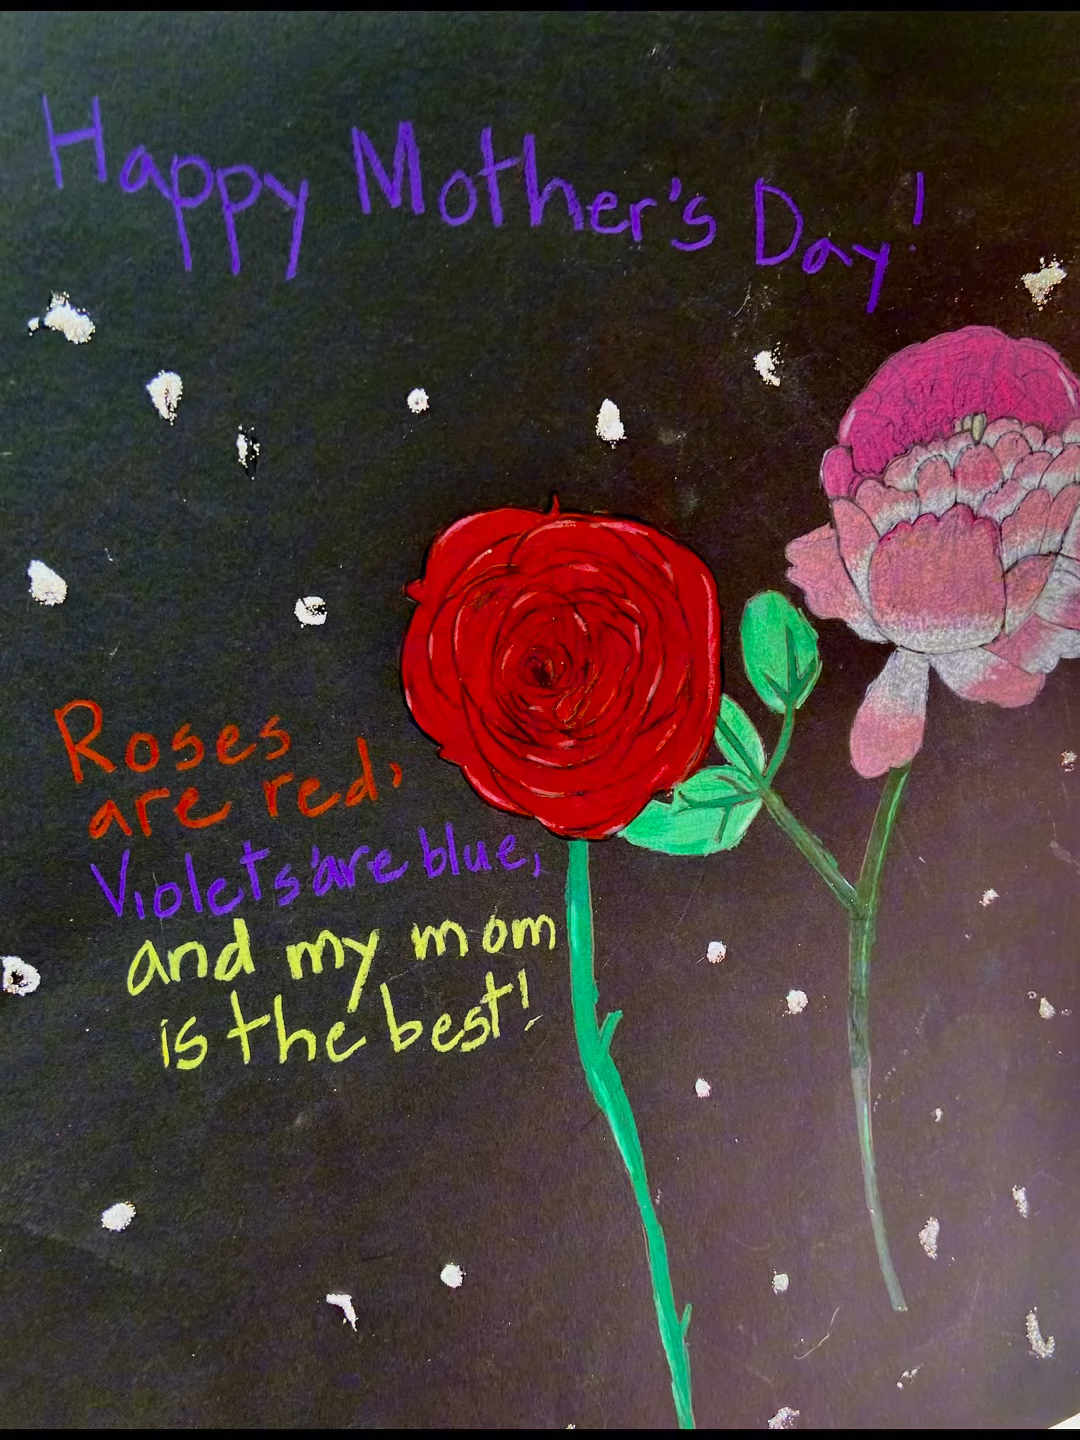 Happy Mother's Day!
Roses
are red,
Violets are blue,
and my mom
is the best!